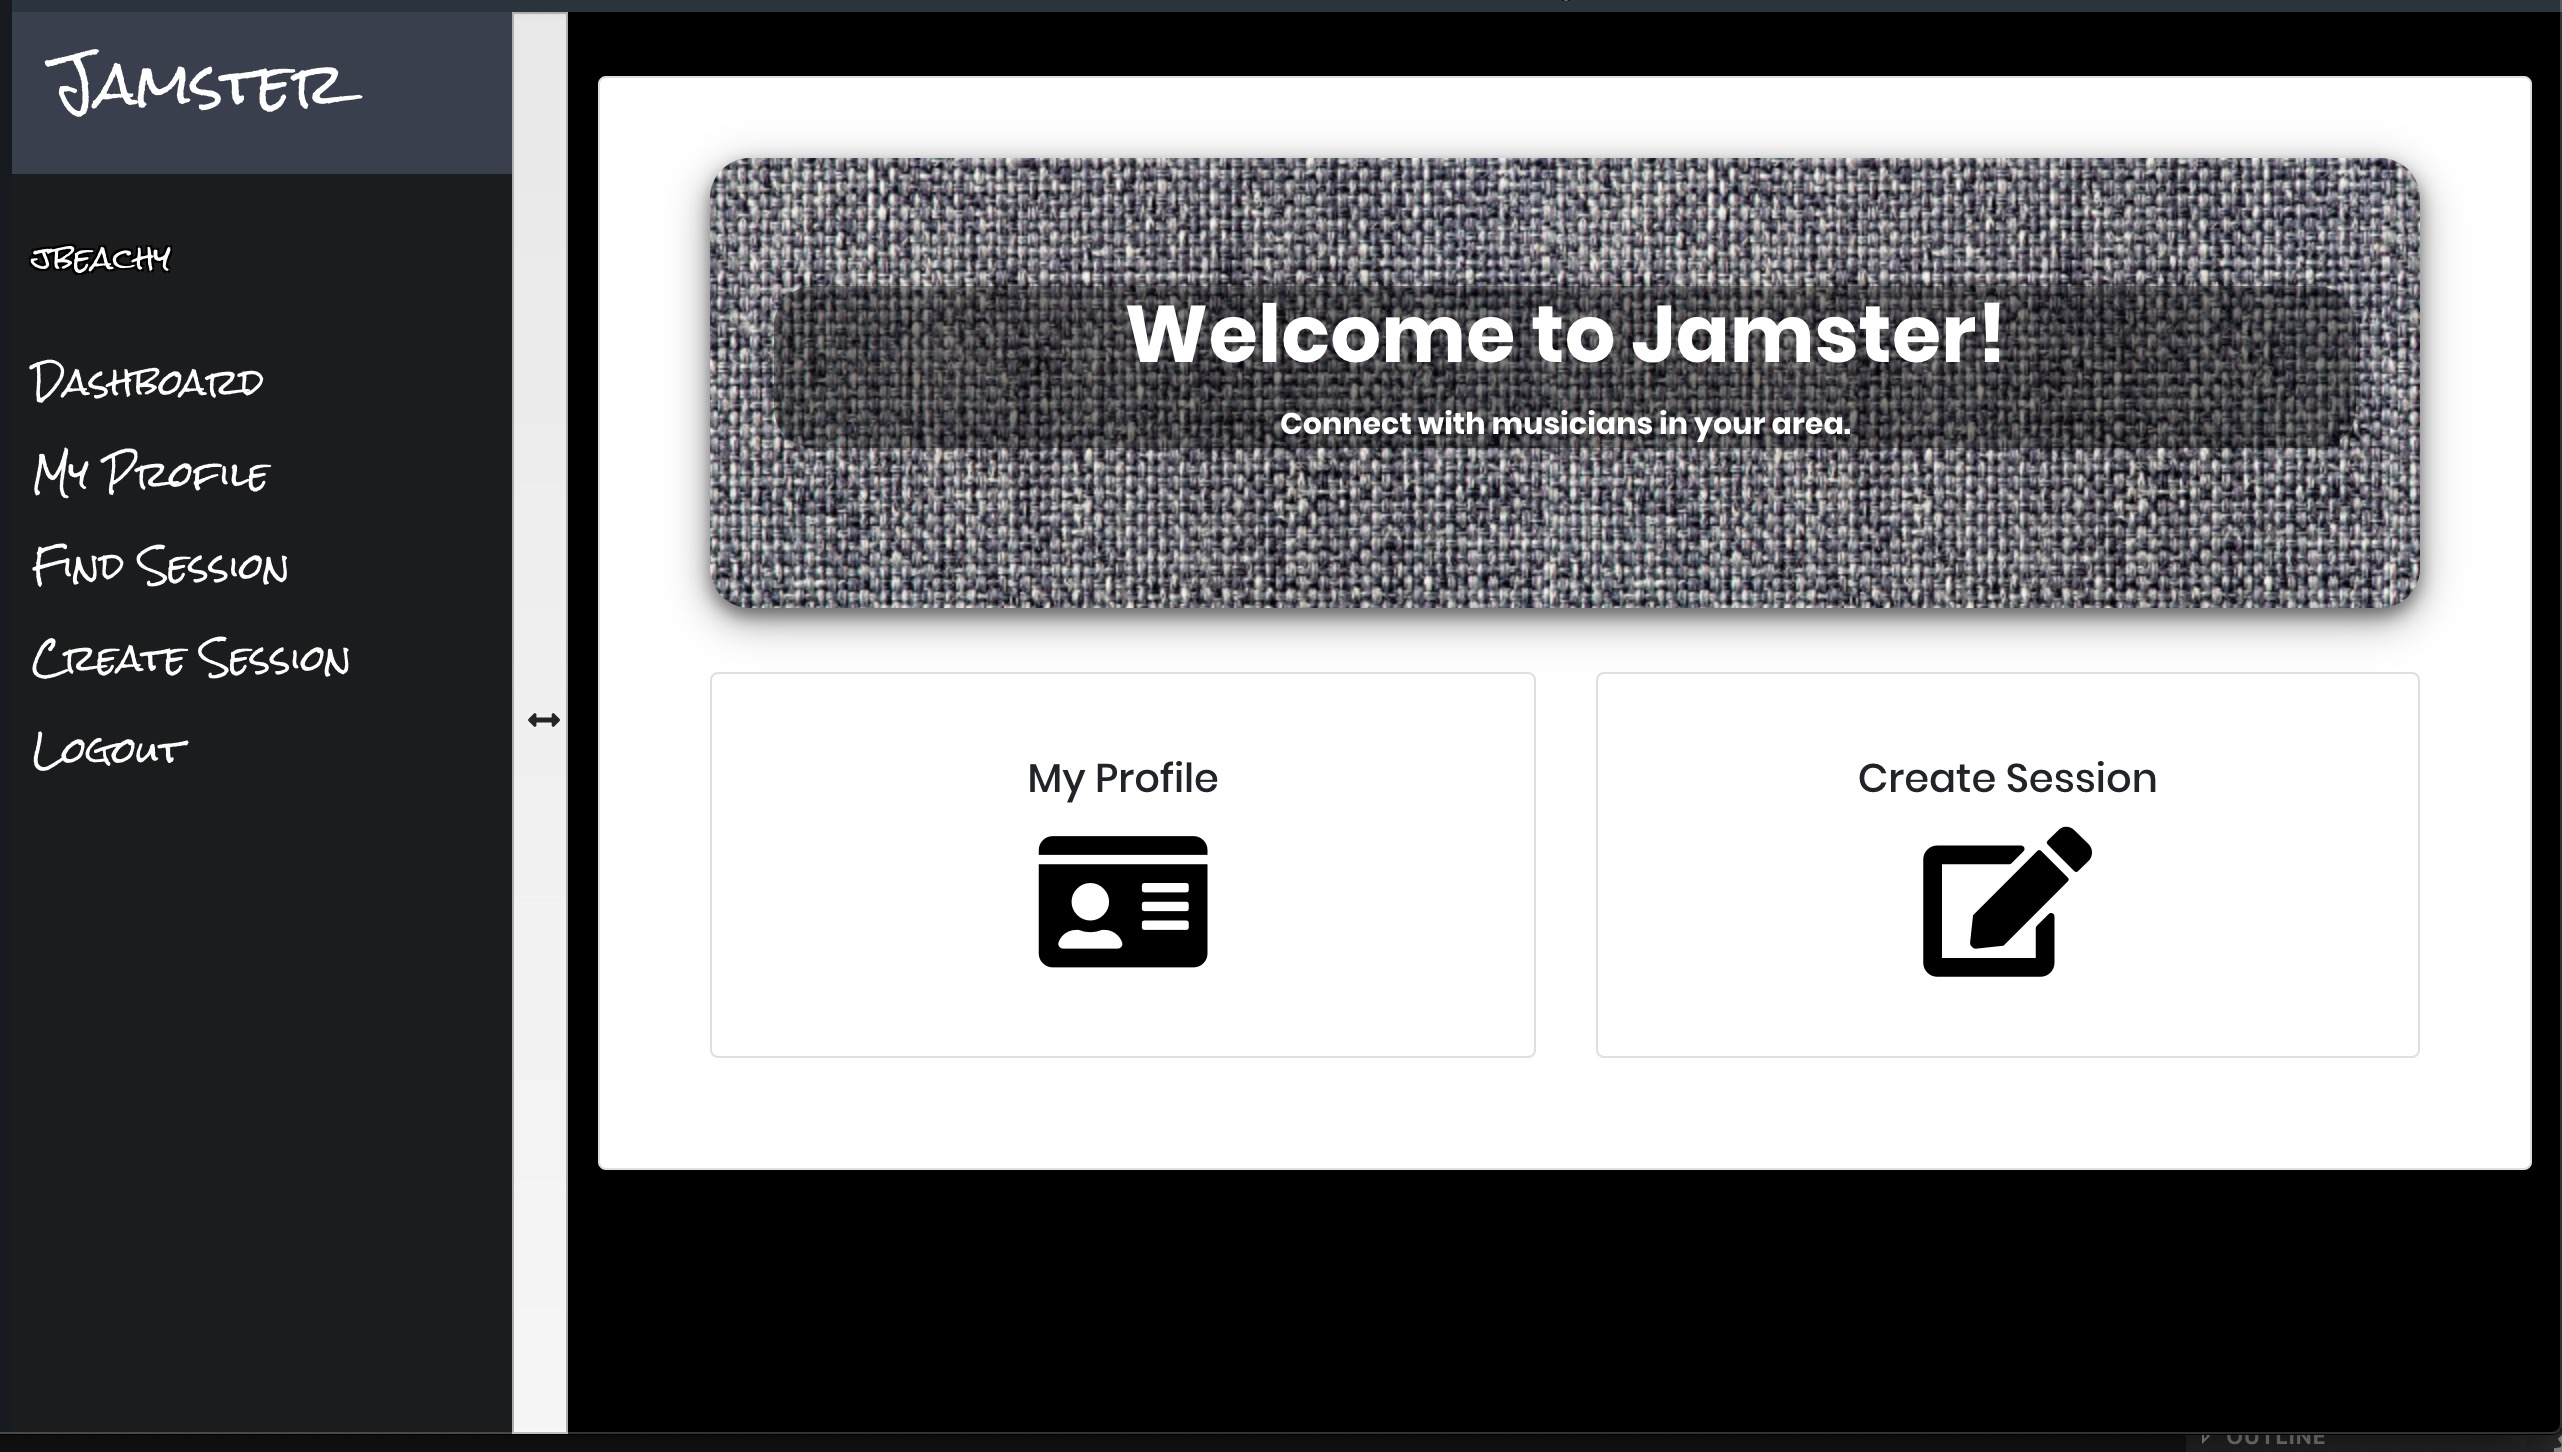 Jamster
jbeachy
Dashboard
My Profile
Find Session
Create Session
Logout
Welcome to Jamster!
Connect with musicians in your area.
My Profile
Create Session
OUTLINE